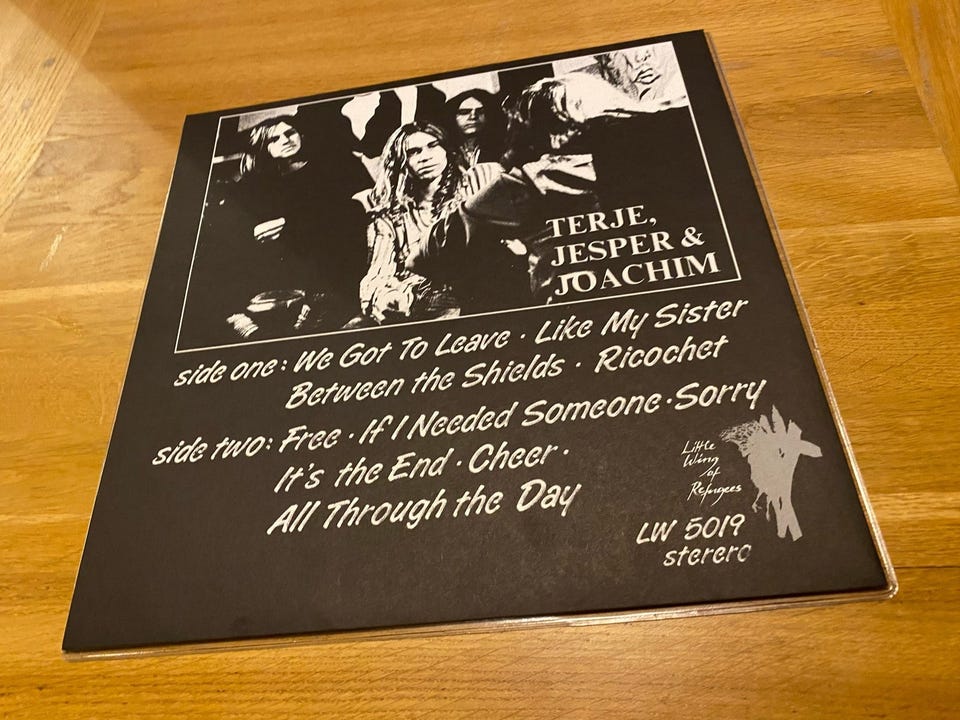 TERJE,
JESPER &
JOACHIM
side one: We Got To Leave · Like My Sister
Between the Shields · Ricochet
side two: Free · If I Needed Someone · Sorry
It's the End · Cheer ·
All Through the Day
Little
Wing
of
Refugees
LW 5019
sterero